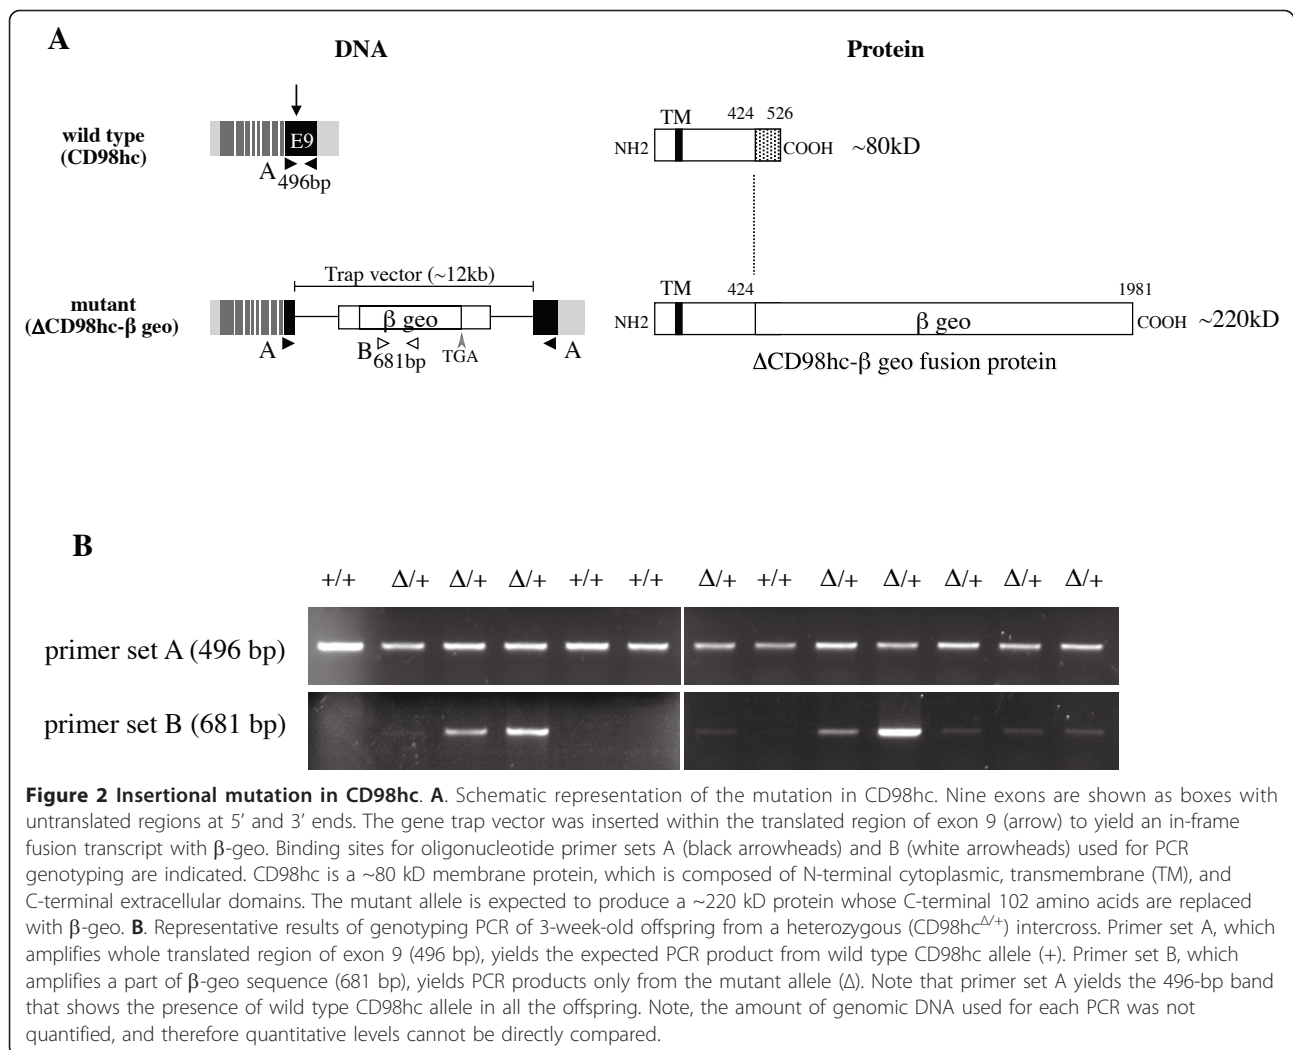 A
DNA
Protein
wild type
(CD98hc)
E9
A
496bp
TM
424
526
NH2
COOH
~80kD
mutant
(ΔCD98hc-β geo)
Trap vector (~12kb)
β geo
A
B
681bp
TGA
A
TM
424
1981
NH2
β geo
COOH
~220kD
ΔCD98hc-β geo fusion protein
B
+/+ Δ/+ Δ/+ Δ/+ +/+ +/+ Δ/+ +/+ Δ/+ Δ/+ Δ/+ Δ/+ Δ/+
primer set A (496 bp)
primer set B (681 bp)
Figure 2 Insertional mutation in CD98hc. A. Schematic representation of the mutation in CD98hc. Nine exons are shown as boxes with
untranslated regions at 5' and 3' ends. The gene trap vector was inserted within the translated region of exon 9 (arrow) to yield an in-frame
fusion transcript with β-geo. Binding sites for oligonucleotide primer sets A (black arrowheads) and B (white arrowheads) used for PCR
genotyping are indicated. CD98hc is a ~80 kD membrane protein, which is composed of N-terminal cytoplasmic, transmembrane (TM), and
C-terminal extracellular domains. The mutant allele is expected to produce a ~220 kD protein whose C-terminal 102 amino acids are replaced
with β-geo. B. Representative results of genotyping PCR of 3-week-old offspring from a heterozygous (CD98hcΔ/+) intercross. Primer set A, which
amplifies whole translated region of exon 9 (496 bp), yields the expected PCR product from wild type CD98hc allele (+). Primer set B, which
amplifies a part of β-geo sequence (681 bp), yields PCR products only from the mutant allele (Δ). Note that primer set A yields the 496-bp band
that shows the presence of wild type CD98hc allele in all the offspring. Note, the amount of genomic DNA used for each PCR was not
quantified, and therefore quantitative levels cannot be directly compared.